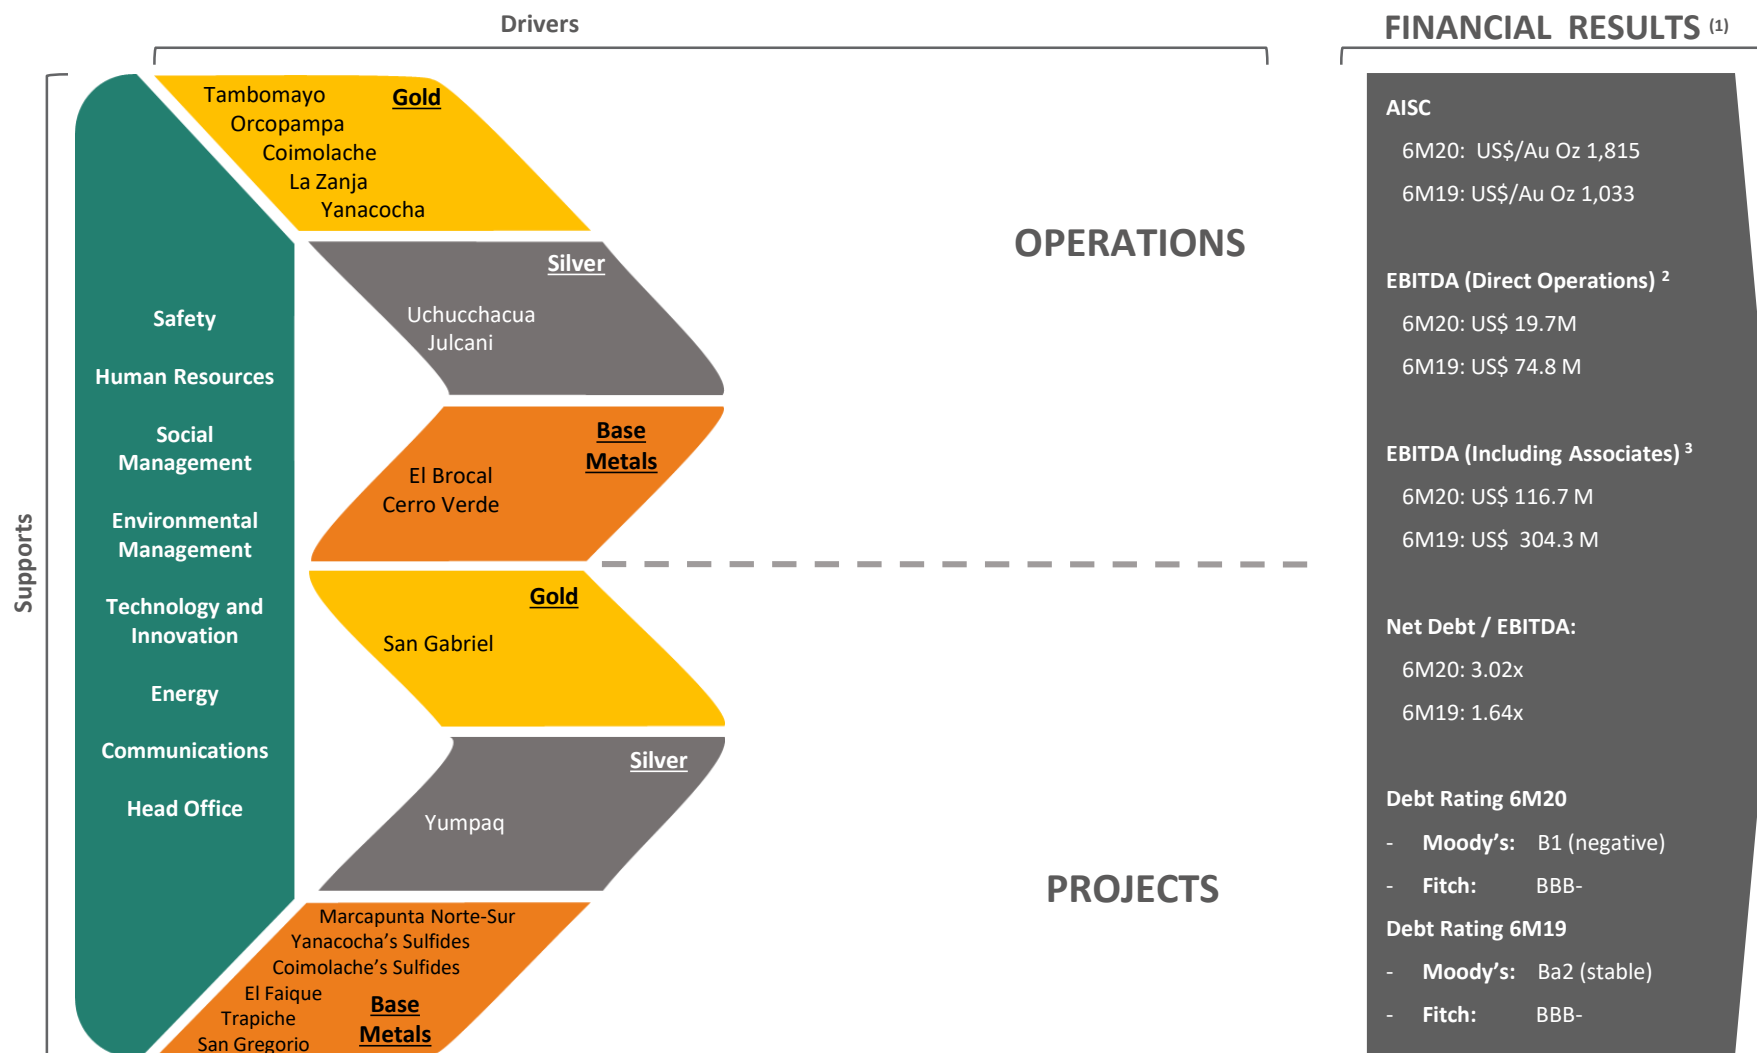 Drivers
FINANCIAL RESULTS (1)
Supports
Safety
Human Resources
Social
Management
Environmental
Management
Technology and
Innovation
Energy
Communications
Head Office
Gold
Tambomayo
Orcopampa
Coimolache
La Zanja
Yanacocha
Silver
Uchucchacua
Julcani
Base
Metals
El Brocal
Cerro Verde
OPERATIONS
Gold
San Gabriel
Silver
Yumpaq
Marcapunta Norte-Sur
Yanacocha's Sulfides
Coimolache's Sulfides
El Faique
Trapiche
San Gregorio
Base
Metals
PROJECTS
AISC
6M20: US$/Au Oz 1,815
6M19: US$/Au Oz 1,033
EBITDA (Direct Operations) 2
6M20: US$ 19.7M
6M19: US$ 74.8 M
EBITDA (Including Associates) 3
6M20: US$ 116.7 M
6M19: US$ 304.3 M
Net Debt / EBITDA:
6M20: 3.02x
6M19: 1.64x
Debt Rating 6M20
- Moody's: B1 (negative)
- Fitch: BBB-
Debt Rating 6M19
- Moody's: Ba2 (stable)
- Fitch: BBB-